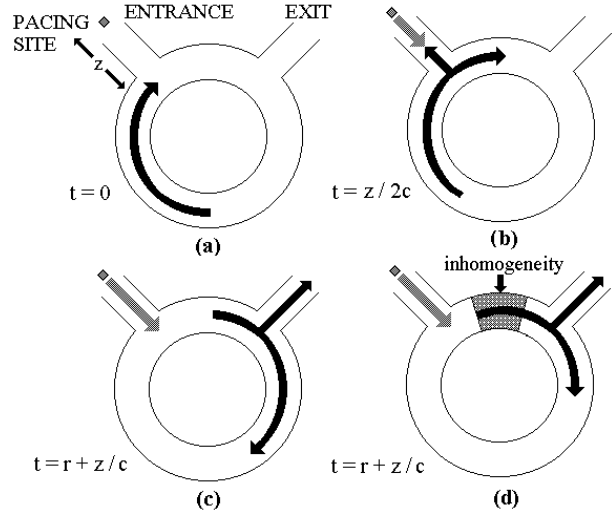 PACING SITE
ENTRANCE
EXIT
z
t = 0
(a)
t = z / 2c
(b)
inhomogeneity
t = r + z / c
(c)
t = r + z / c
(d)